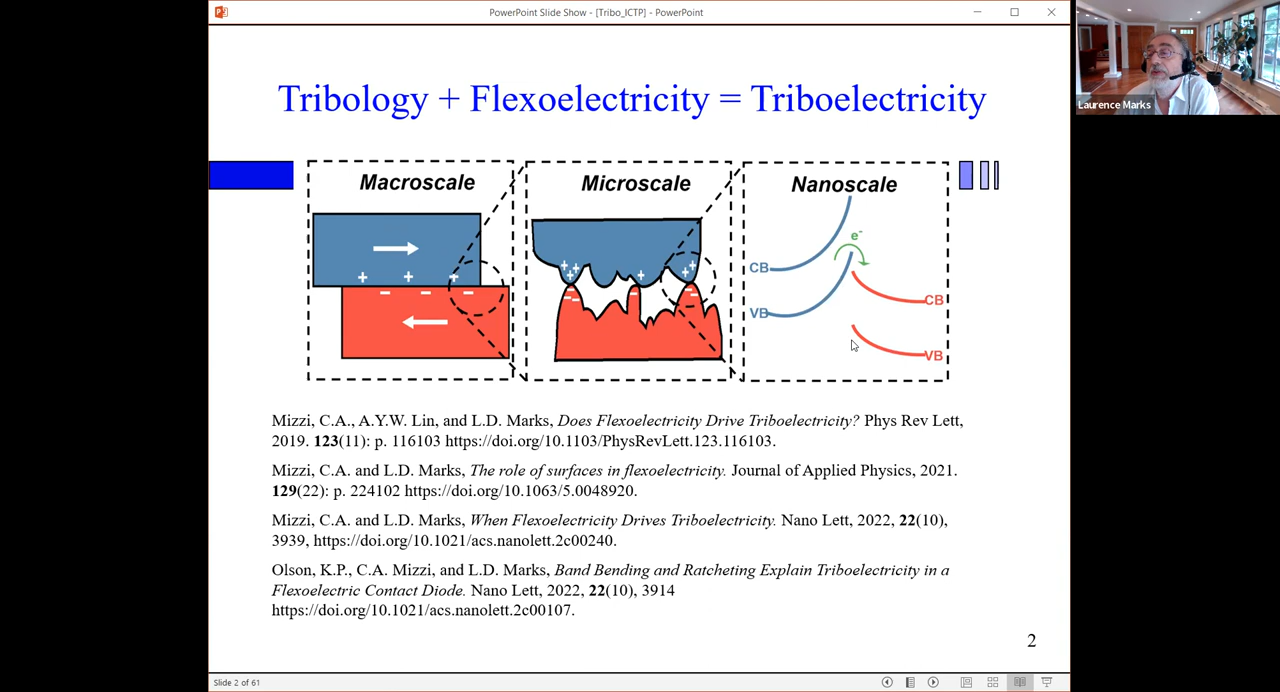 PowerPoint Slide Show - [Tribo_ICTP] - PowerPoint
Laurence Marks
Tribology + Flexoelectricity = Triboelectricity
Macroscale
Microscale
Nanoscale
+ + +
- - -
CB
VB
e-
CB
VB
Mizzi, C.A., A.Y.W. Lin, and L.D. Marks, Does Flexoelectricity Drive Triboelectricity? Phys Rev Lett,
2019. 123(11): p. 116103 https://doi.org/10.1103/PhysRevLett.123.116103.
Mizzi, C.A. and L.D. Marks, The role of surfaces in flexoelectricity. Journal of Applied Physics, 2021.
129(22): p. 224102 https://doi.org/10.1063/5.0048920.
Mizzi, C.A. and L.D. Marks, When Flexoelectricity Drives Triboelectricity. Nano Lett, 2022, 22(10),
3939, https://doi.org/10.1021/acs.nanolett.2c00240.
Olson, K.P., C.A. Mizzi, and L.D. Marks, Band Bending and Ratcheting Explain Triboelectricity in a
Flexoelectric Contact Diode. Nano Lett, 2022, 22(10), 3914
https://doi.org/10.1021/acs.nanolett.2c00107.
2
Slide 2 of 61